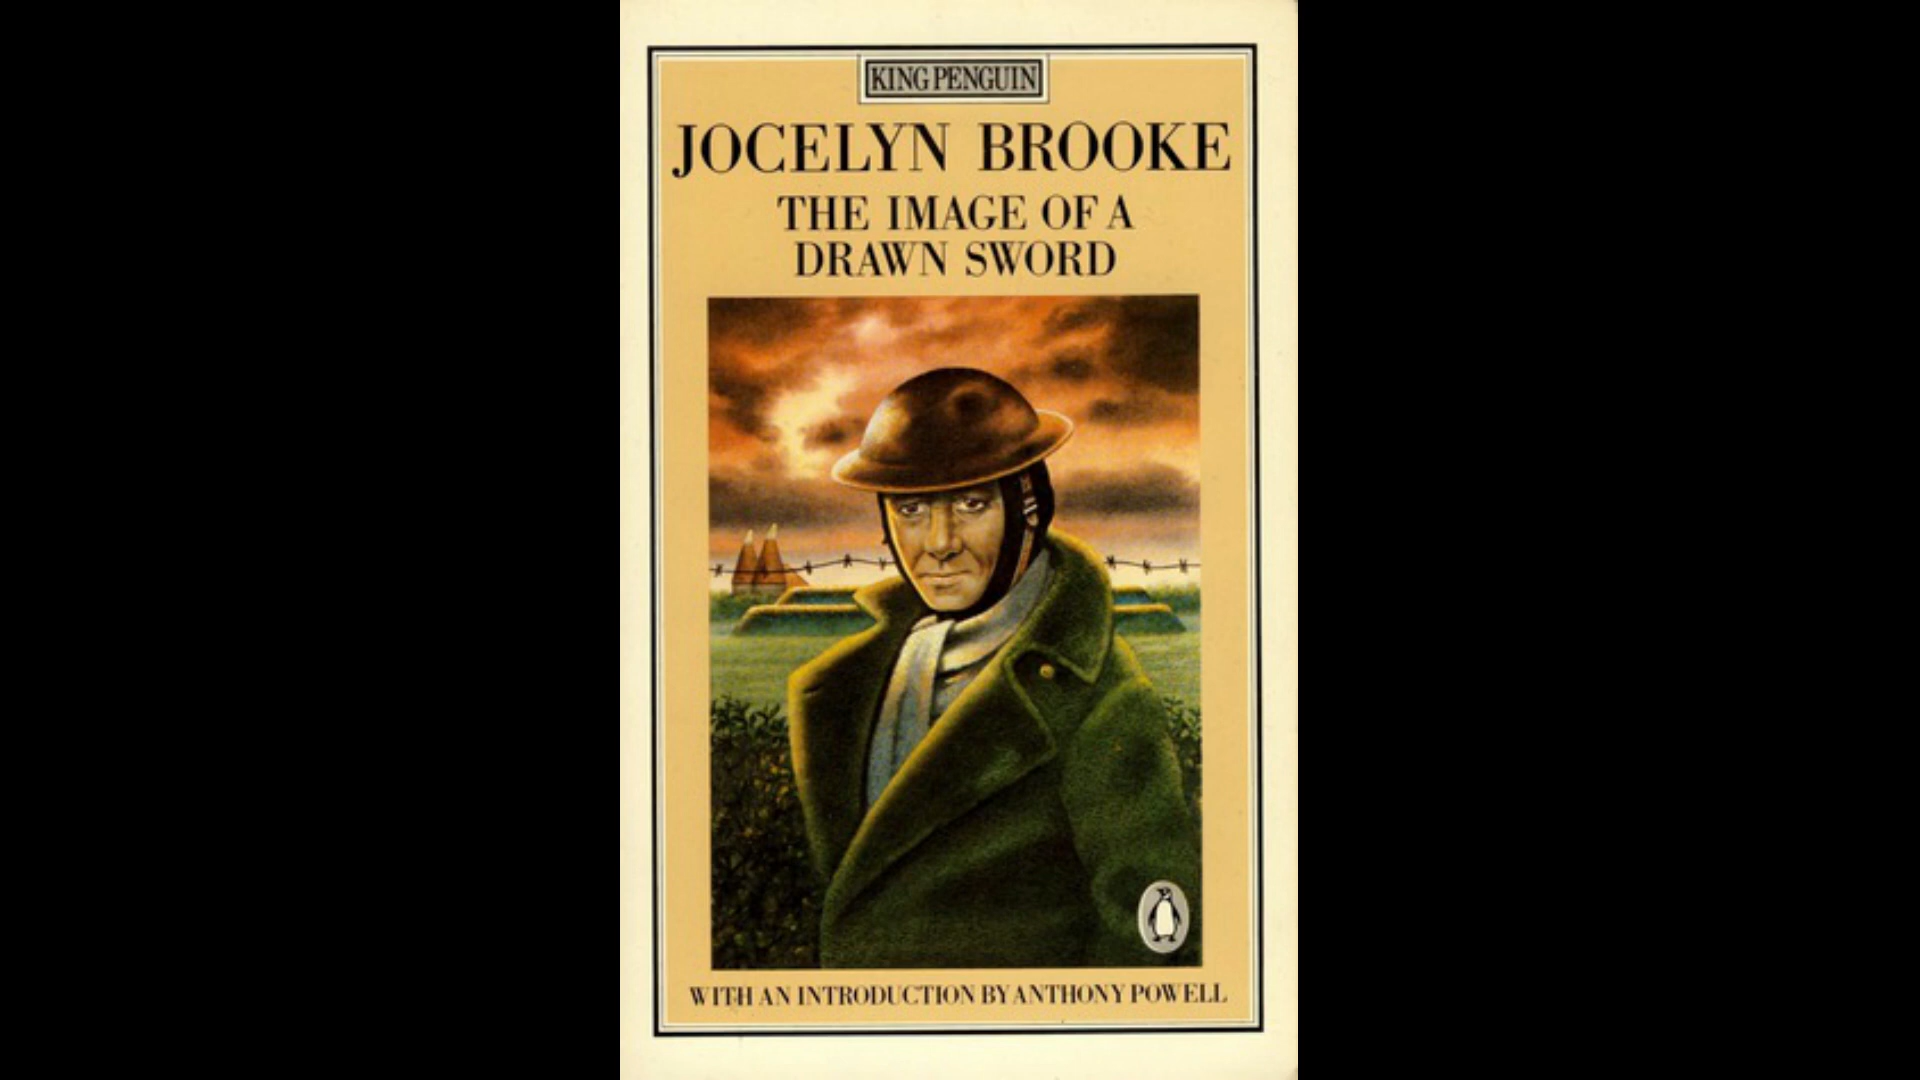 KING PENGUIN
JOCELYN BROOKE
THE IMAGE OF A
DRAWN SWORD
WITH AN INTRODUCTION BY ANTHONY POWELL